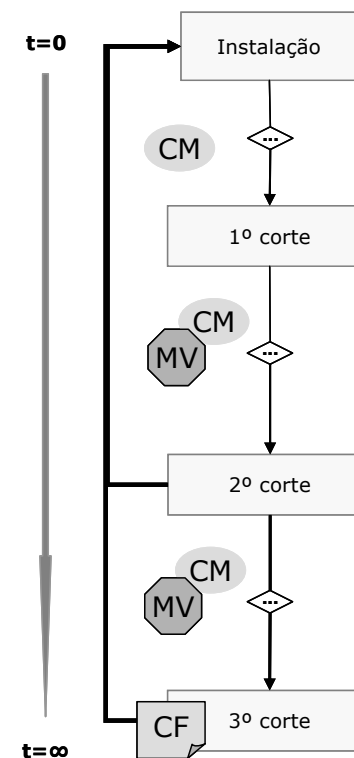 t=0
Instalação
...
CM
1º corte
CM
MV
...
2º corte
CM
MV
...
CF
3º corte
t=∞